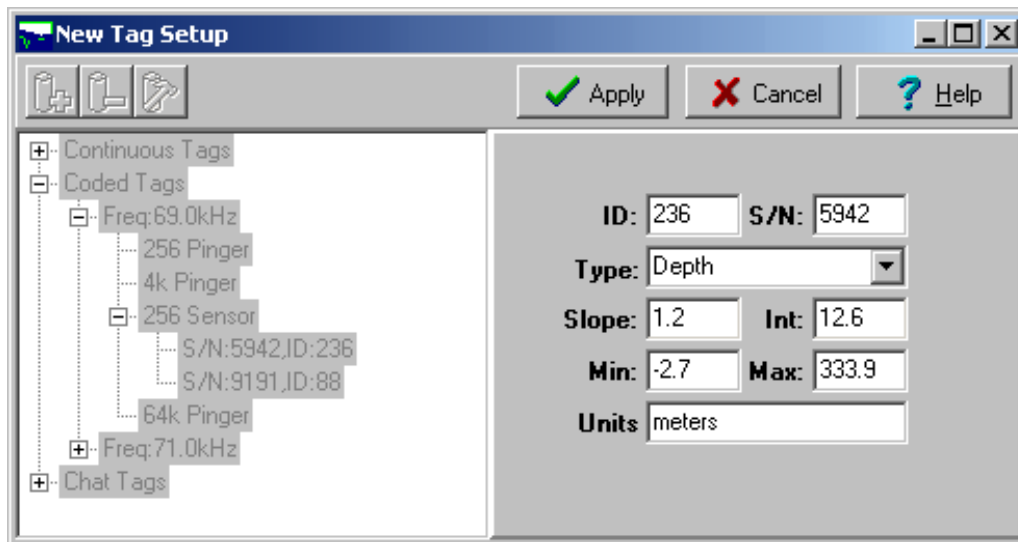 New Tag Setup
Apply Cancel Help
Continuous Tags
Coded Tags
Freq:69.0kHz
256 Pinger
4k Pinger
256 Sensor
S/N:5942,ID:236
S/N:9191,ID:88
64k Pinger
Freq:71.0kHz
Chat Tags
ID: 236 S/N: 5942
Type: Depth
Slope: 1.2 Int: 12.6
Min: -2.7 Max: 333.9
Units meters